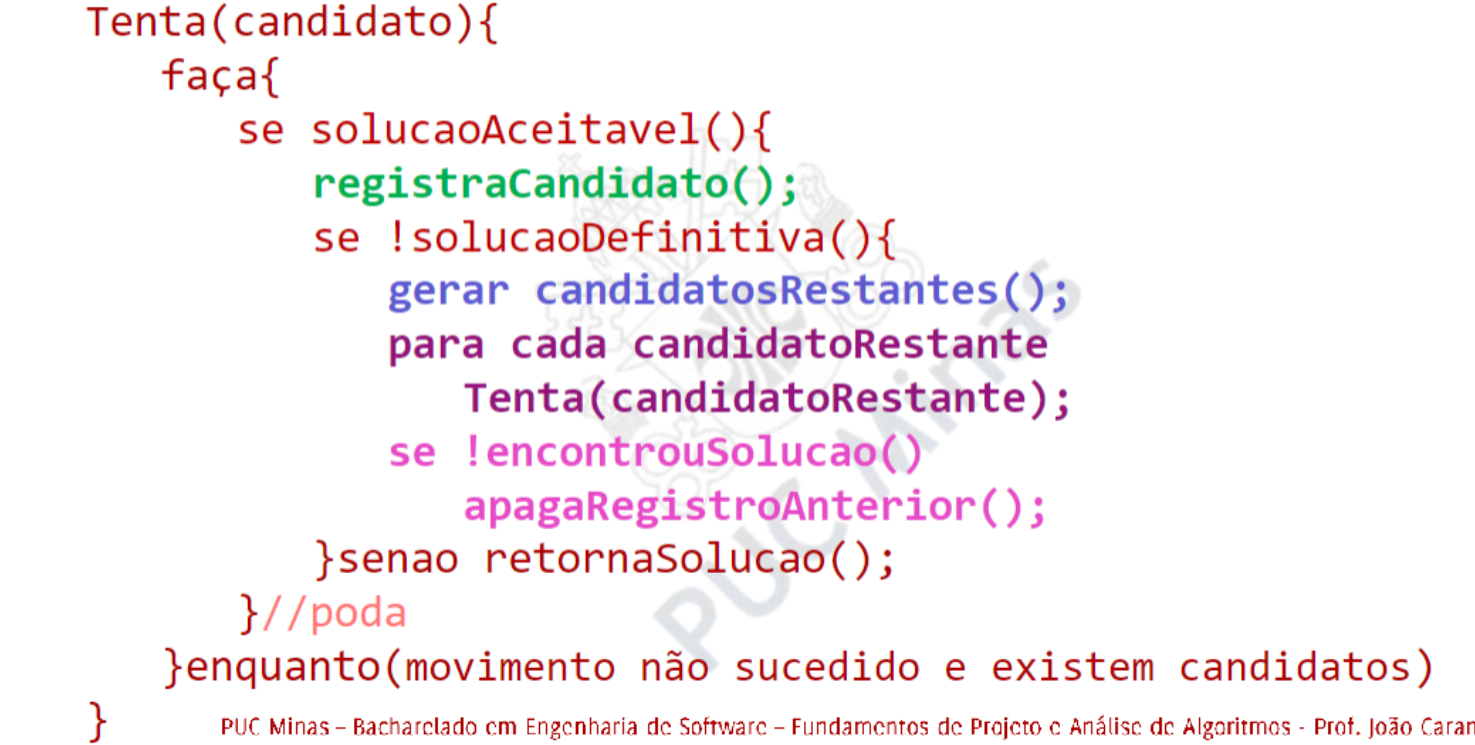 Tenta(candidato){
faça{
se solucaoAceitavel(){
registraCandidato();
se !solucaoDefinitiva(){
gerar candidatosRestantes();
para cada candidatoRestante
Tenta(candidatoRestante);
se !encontrouSolucao()
apagaRegistroAnterior();
}senao retornaSolucao();
}//poda
}enquanto(movimento não sucedido e existem candidatos)
}
PUC Minas
PUC Minas – Bacharelado em Engenharia de Software – Fundamentos de Projeto e Análise de Algoritmos - Prof. João Caram